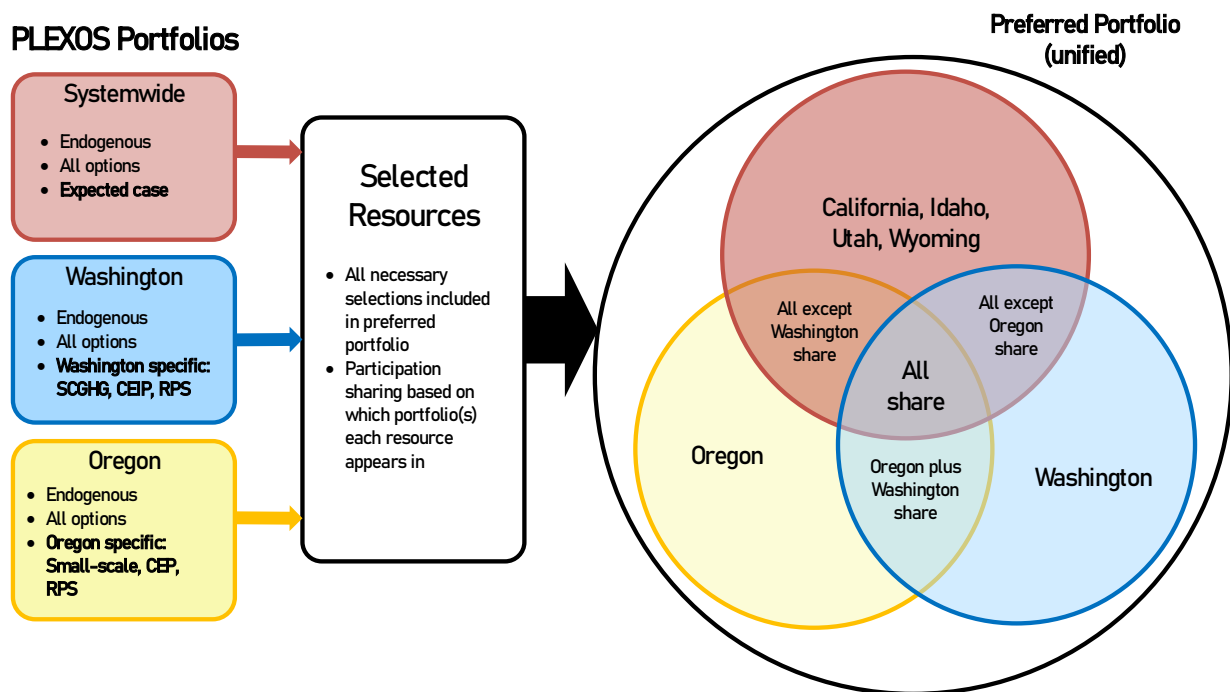 PLEXOS Portfolios
Systemwide
• Endogenous
• All options
• Expected case
Washington
• Endogenous
• All options
• Washington specific:
SCGHG, CEIP, RPS
Oregon
• Endogenous
• All options
• Oregon specific:
Small-scale, CEP,
RPS
Selected
Resources
• All necessary
selections included
in preferred
portfolio
• Participation
sharing based on
which portfolio(s)
each resource
appears in
Preferred Portfolio
(unified)
California, Idaho,
Utah, Wyoming
All except
Washington
share
All except
Oregon
share
All
share
Oregon
Oregon plus
Washington
share
Washington